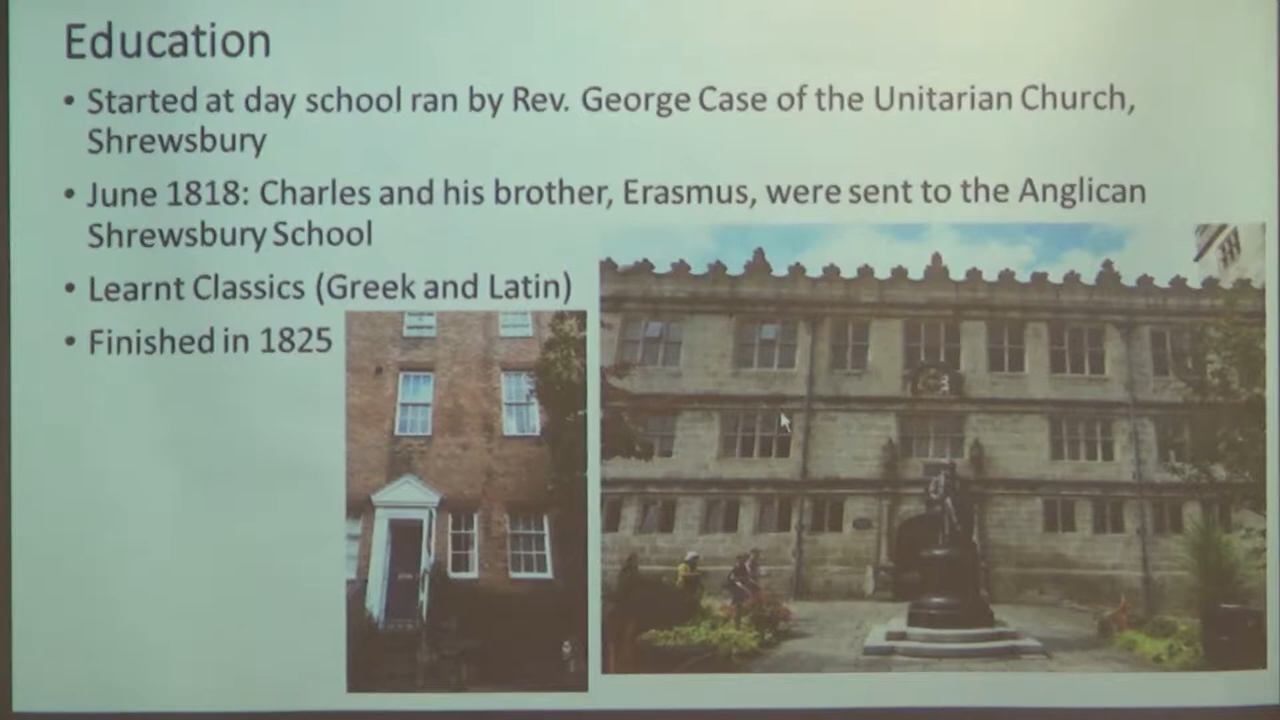 Education
• Started at day school ran by Rev. George Case of the Unitarian Church,
Shrewsbury
• June 1818: Charles and his brother, Erasmus, were sent to the Anglican
Shrewsbury School
• Learnt Classics (Greek and Latin)
• Finished in 1825